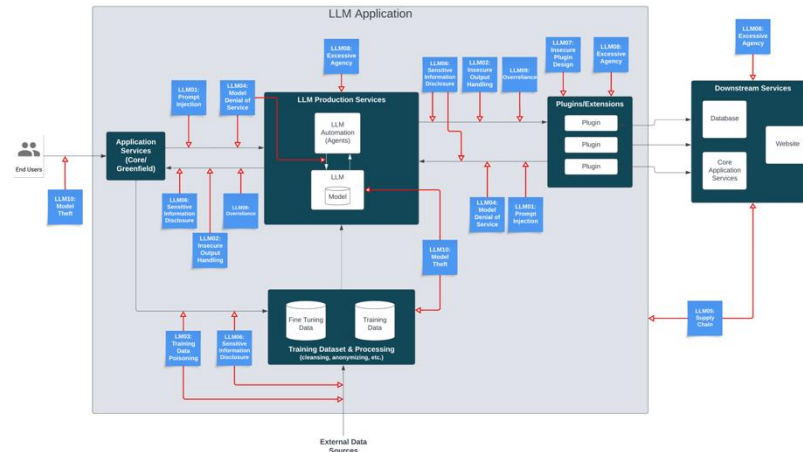 LLM Application
LLM08:
Excessive
Agency
LLM01:
Prompt
Injection
LLM04:
Model
Denial of
Service
LLM06:
Sensitive
Information
Disclosure
LLM02:
Insecure
Output
Handling
LLM09:
Overreliance
LLM07:
Insecure
Plugin
Design
LLM08:
Excessive
Agency
LLM08:
Excessive
Agency
LLM Production Services
LLM
Automation
(Agents)
LLM
Model
Plugins/Extensions
Plugin
Plugin
Plugin
Downstream Services
Database
Website
Core
Application
Services
Application
Services
(Core/
Greenfield)
End Users
LLM10:
Model
Theft
LLM06:
Sensitive
Information
Disclosure
LLM02:
Insecure
Output
Handling
LLM09:
Overreliance
LLM04:
Model
Denial of
Service
LLM01:
Prompt
Injection
LLM10:
Model
Theft
LLM05:
Supply
Chain
Fine Tuning
Data
Training
Data
Training Dataset & Processing
(cleansing, anonymizing, etc.)
LM03:
Training
Data
Poisoning
LLM06:
Sensitive
Information
Disclosure
External Data
Sources